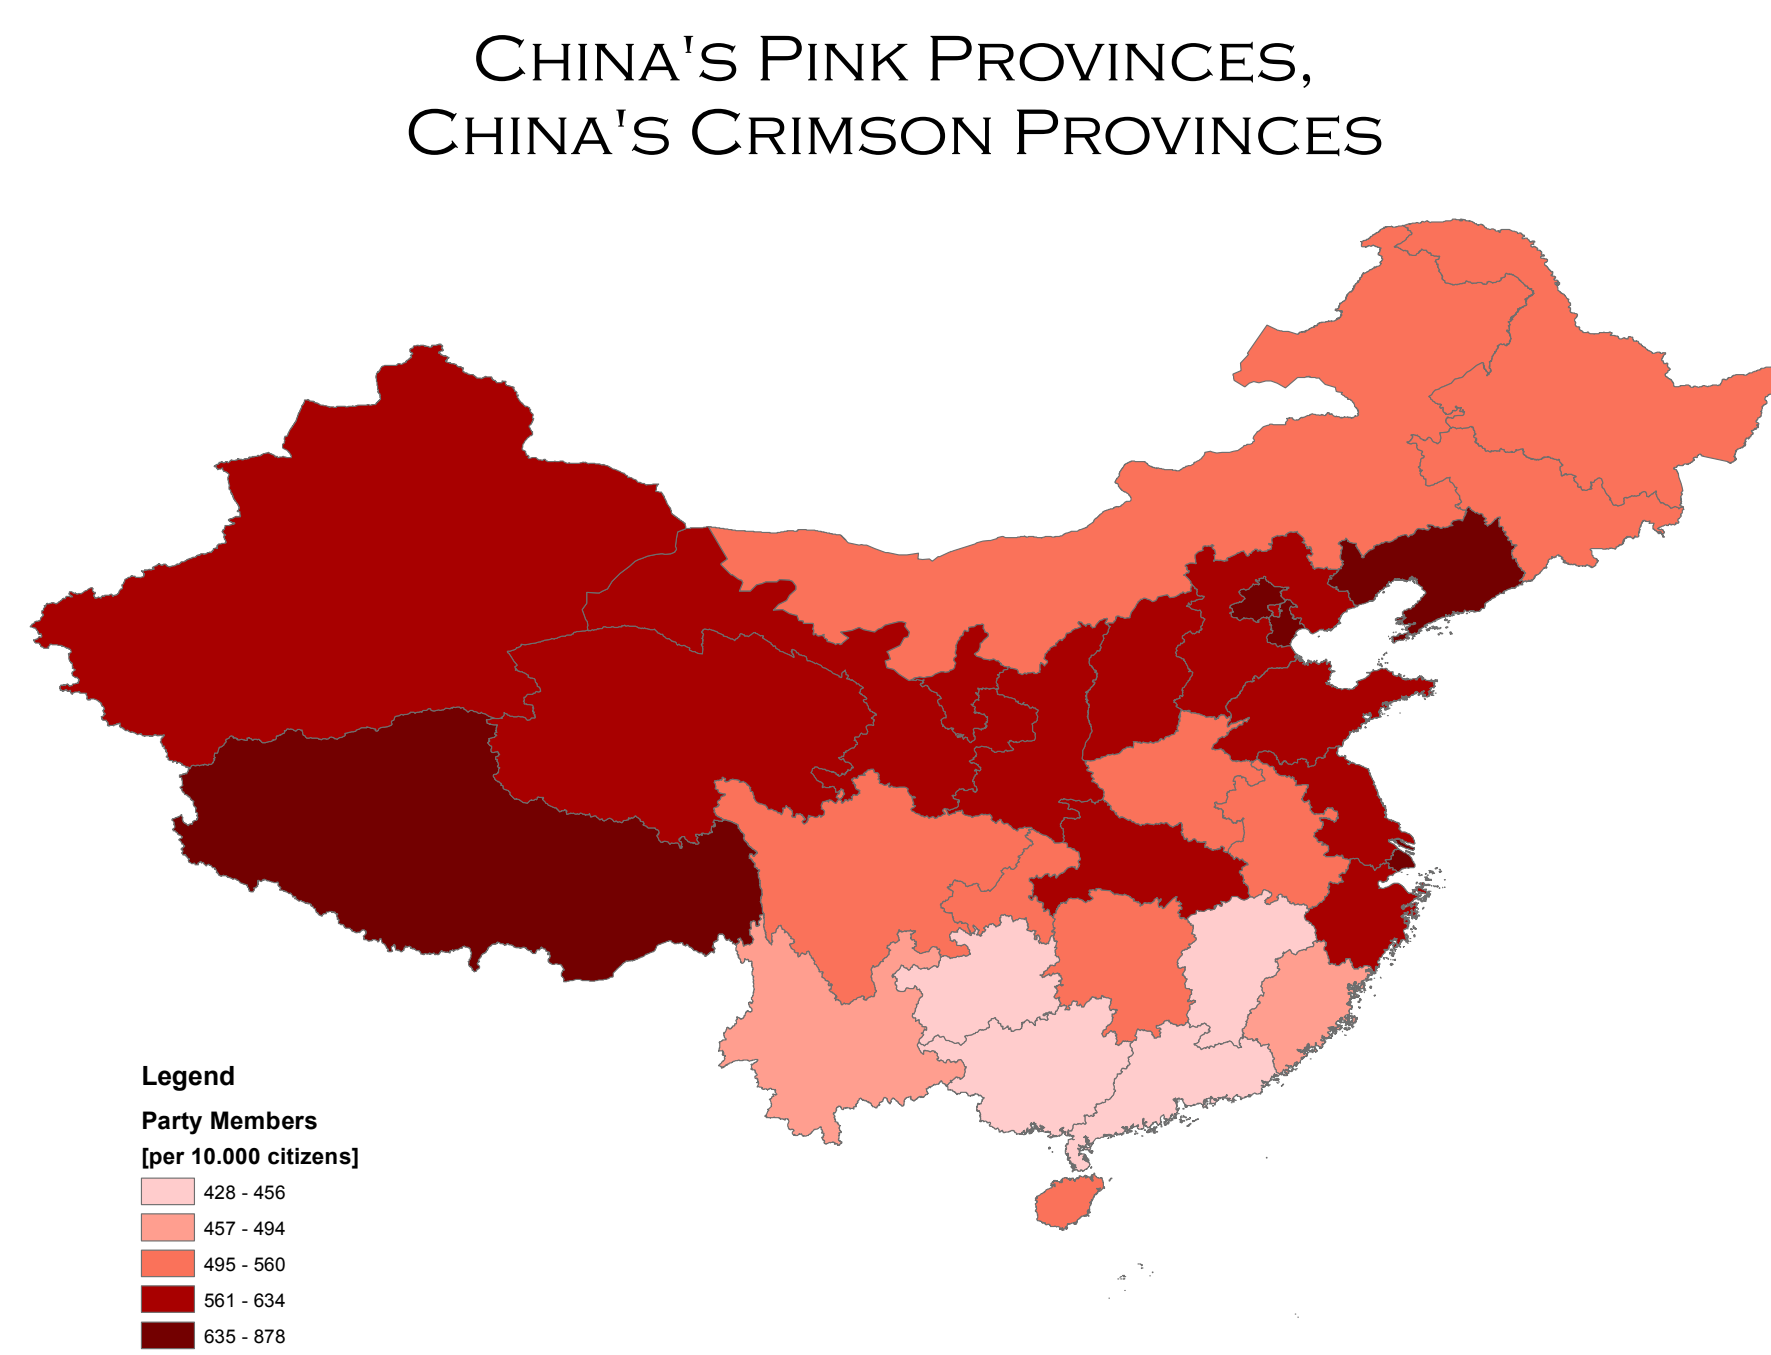 China's Pink Provinces,
China's Crimson Provinces
Legend
Party Members
[per 10.000 citizens]
428 - 456
457 - 494
495 - 560
561 - 634
635 - 878